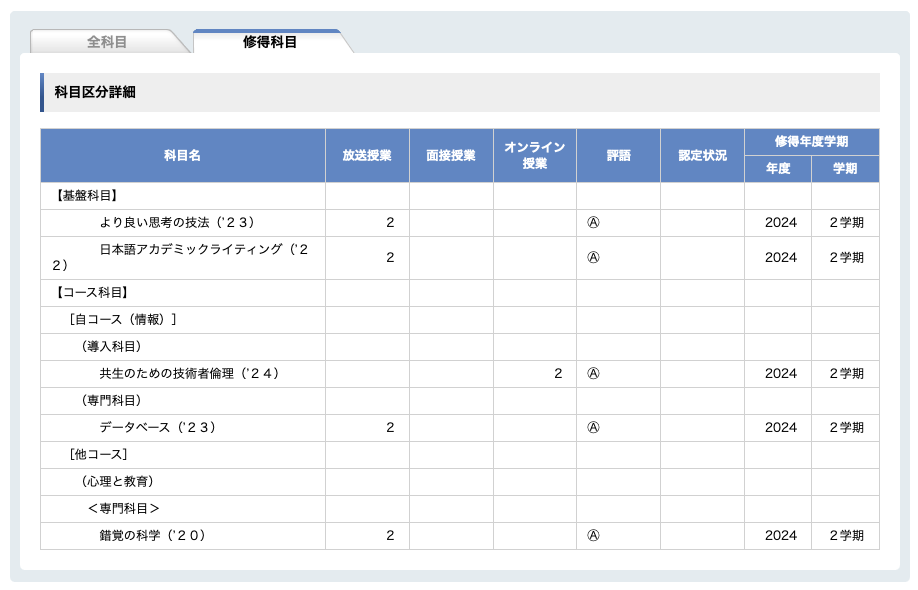 全科目
修得科目
科目区分詳細
科目名 放送授業 面接授業 オンライン授業 評語 認定状況 修得年度学期
年度 学期
【基盤科目】
より良い思考の技法（’２３） 2 Ⓐ 2024 ２学期
日本語アカデミックライティング（’２
２） 2 Ⓐ 2024 ２学期
【コース科目】
［自コース（情報）］
（導入科目）
共生のための技術者倫理（’２４） 2 Ⓐ 2024 ２学期
（専門科目）
データベース（’２３） 2 Ⓐ 2024 ２学期
［他コース］
（心理と教育）
＜専門科目＞
錯覚の科学（’２０） 2 Ⓐ 2024 ２学期